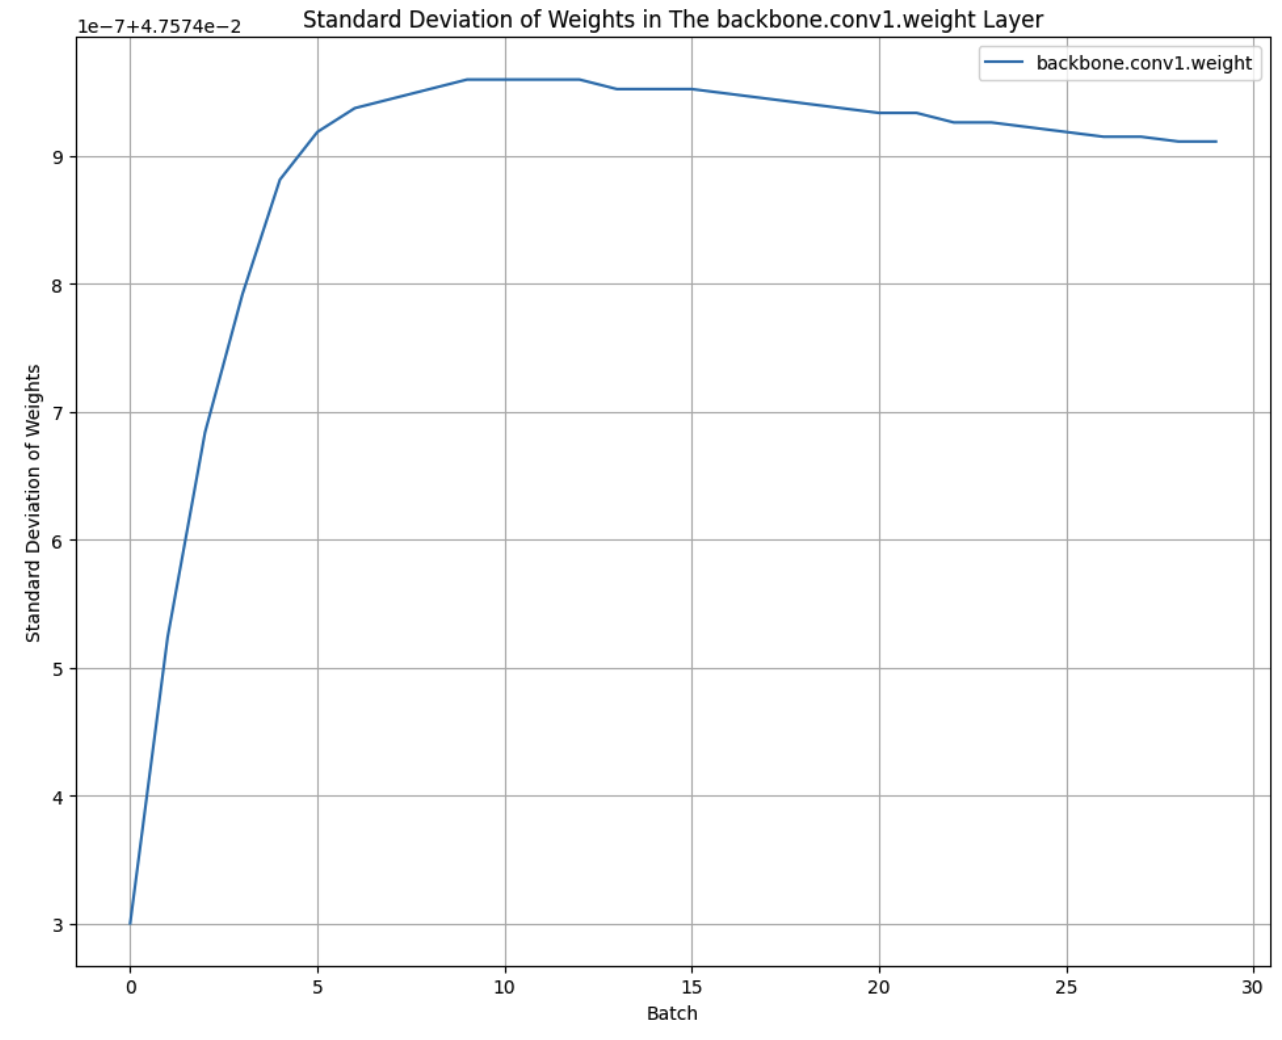 Standard Deviation of Weights in The backbone.conv1.weight Layer
1e−7+4.7574e−2
backbone.conv1.weight
9
8
7
6
5
4
3
Standard Deviation of Weights
0 5 10 15 20 25 30
Batch